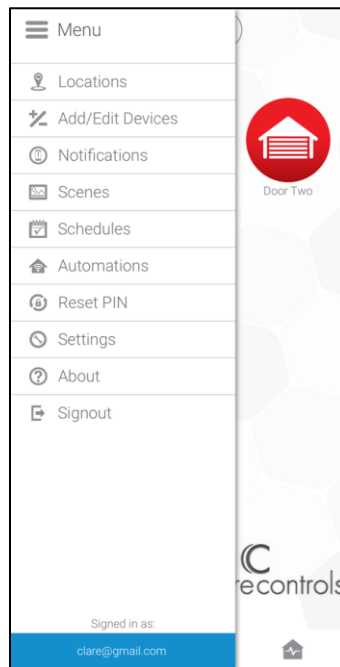 Menu
Locations
Add/Edit Devices
Notifications
Scenes
Schedules
Automations
Reset PIN
Settings
About
Signout
Door Two
econtrols
Signed in as:
clare@gmail.com